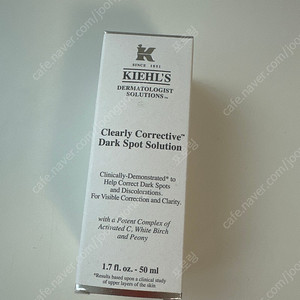 K
SINCE 1851
KIEHL'S
DERMATOLOGIST
SOLUTIONS™
Clearly Corrective™
Dark Spot Solution
Clinically-Demonstrated* to
Help Correct Dark Spots
and Discolorations.
For Visible Correction and Clarity.
with a Potent Complex of
Activated C, White Birch
and Peony
1.7 fl. oz. - 50 ml
*Results based upon a clinical study
of upper layers of the skin